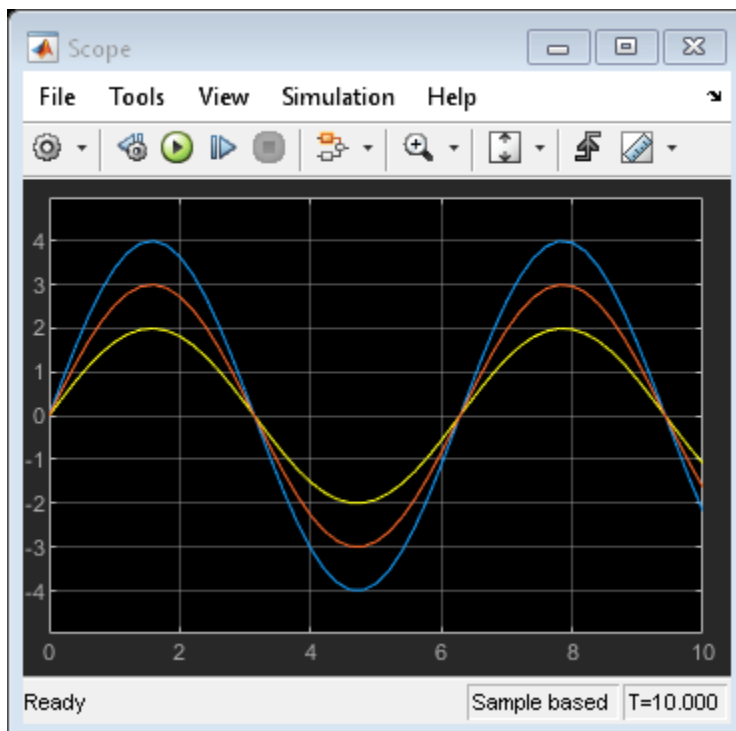 Scope
File Tools View Simulation Help
4
3
2
1
0
-1
-2
-3
-4
0 2 4 6 8 10
Ready Sample based T=10.000